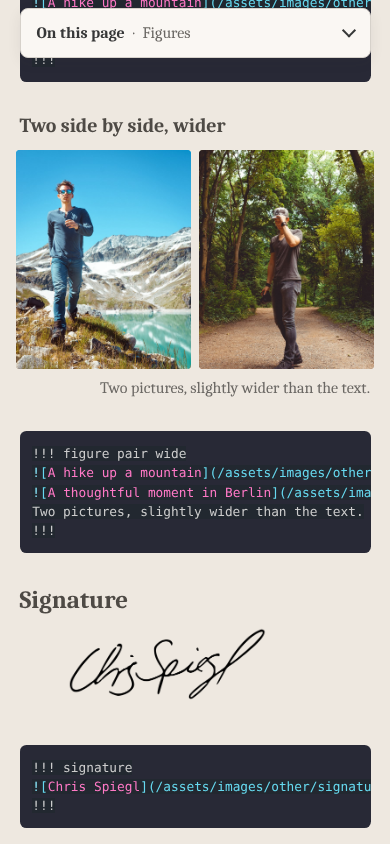 ![A hike up a mountain](/assets/images/other
On this page · Figures
!!!
Two side by side, wider
Two pictures, slightly wider than the text.
!!! figure pair wide
![A hike up a mountain](/assets/images/other
![A thoughtful moment in Berlin](/assets/ima
Two pictures, slightly wider than the text.
!!!
Signature
Chris Spiegl
!!! signature
![Chris Spiegl](/assets/images/other/signatu
!!!